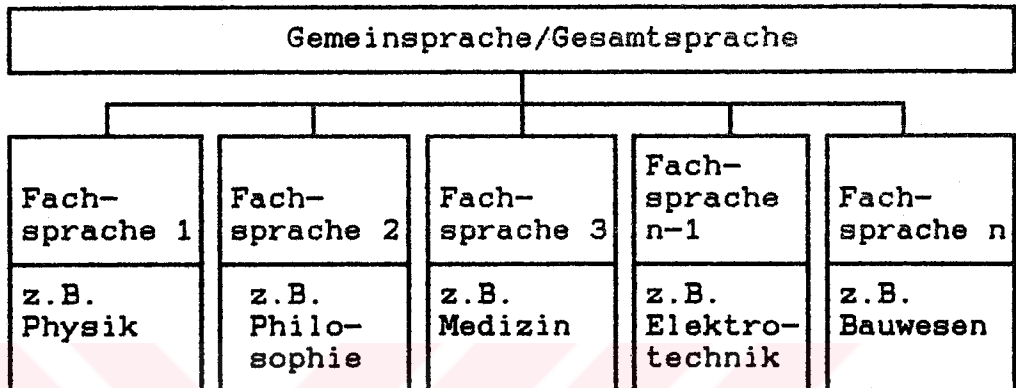 Gemeinsprache/Gesamtsprache
Fach-
sprache 1
Fach-
sprache 2
Fach-
sprache 3
Fach-
sprache
n-1
Fach-
sprache n
z.B.
Physik
z.B.
Philo-
sophie
z.B.
Medizin
z.B.
Elektro-
technik
z.B.
Bauwesen